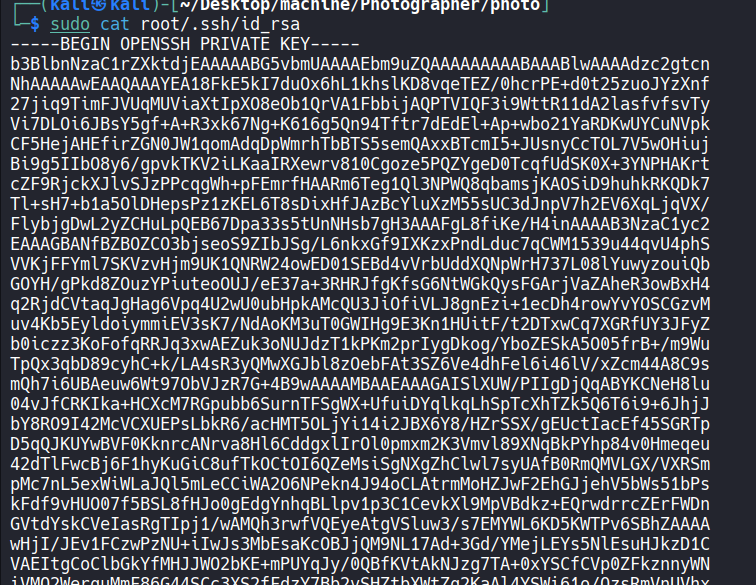 ┌──(kali㉿kali)-[~/Desktop/machine/Photographer/photo]
└─$ sudo cat root/.ssh/id_rsa
-----BEGIN OPENSSH PRIVATE KEY-----
b3BlbnNzaC1rZXktdjEAAAAABG5vbmUAAAAEbm9uZQAAAAAAAAABAAABlwAAAAdzc2gtcn
NhAAAAAwEAAQAAAYEA18FkE5kI7duOx6hL1khslKD8vqeTEZ/0hcrPE+d0t25zuoJYzXnf
27jiq9TimFJVUqMUViaXtIpXO8eOb1QrVA1FbbijAQPTVIQF3i9WttR11dA2lasfvfsvTy
Vi7DLOi6JBsY5gf+A+R3xk67Ng+K616g5Qn94Tftr7dEdEl+Ap+wbo21YaRDKwUYCuNVpk
CF5HejAHEfirZGN0JW1qomAdqDpWmrhTbBTS5semQAxxBTcmI5+JUsnyCcTOL7V5wOHiuj
Bi9g5IIbO8y6/gpvkTKV2iLKaaIRXewrv810Cgoze5PQZYgeD0TcqfUdSK0X+3YNPHAKrt
cZF9RjckXJlvSJzPPcqgWh+pFEmrfHAARm6Teg1Ql3NPWQ8qbamsjKAOSiD9huhkRKQDk7
Tl+sH7+b1a5OlDHepsPz1zKEL6T8sDixHfJAzBcYluXzM55sUC3dJnpV7h2EV6XqLjqVX/
FlybjgDwL2yZCHuLpQEB67Dpa33s5tUnNHsb7gH3AAAFgL8fiKe/H4inAAAAB3NzaC1yc2
EAAAGBANfBZBOZCO3bjseoS9ZIbJSg/L6nkxGf9IXKzxPndLduc7qCWM1539u44qvU4phS
VVKjFFYml7SKVzvHjm9UK1QNRW24owED01SEBd4vVrbUddXQNpWrH737L08lYuwyzouiQb
GOYH/gPkd8ZOuzYPiuteoOUJ/eE37a+3RHRJfgKfsG6NtWGkQysFGArjVaZAheR3owBxH4
q2RjdCVtaqJgHag6Vpq4U2wU0ubHpkAMcQU3JiOfiVLJ8gnEzi+1ecDh4rowYvYOSCGzvM
uv4Kb5EyldoiymmiEV3sK7/NdAoKM3uT0GWIHg9E3Kn1HUitF/t2DTxwCq7XGRfUY3JFyZ
b0iczz3KoFofqRRJq3xwAEZuk3oNUJdzT1kPKm2prIygDkog/YboZESkA5O05frB+/m9Wu
TpQx3qbD89cyhC+k/LA4sR3yQMwXGJbl8zOebFAt3SZ6Ve4dhFel6i46lV/xZcm44A8C9s
mQh7i6UBAeuw6Wt97ObVJzR7G+4B9wAAAAMBAAEAAAGAISlXUW/PIIgDjQqABYKCNeH8lu
04vJfCRKIka+HCXcM7RGpubb6SurnTFSgWX+UfuiDYqlkqLhSpTcXhTZk5Q6T6i9+6JhjJ
bY8RO9I42McVCXUEPsLbkR6/acHMT5OLjYi14i2JBX6Y8/HZrSSX/gEUctIacEf45SGRTp
D5qQJKUYwBVF0KknrcANrva8Hl6CddgxlIrOl0pmxm2K3Vmvl89XNqBkPYhp84v0Hmeqeu
42dTlFwcBj6F1hyKuGiC8ufTkOCtOI6QZeMsiSgNXgZhClwl7syUAfB0RmQMVLGX/VXRSm
pMc7nL5exWiWLaJQl5mLeCCiWA2O6NPekn4J94oCLAtrmMoHZJwF2EhGJjehV5bWs51bPs
kFdf9vHUO07f5BSL8fHJo0gEdgYnhqBLlpv1p3C1CevkXl9MpVBdkz+EQrwdrrcZErFWDn
GVtdYskCVeIasRgTIpj1/wAMQh3rwfVQEyeAtgVSluw3/s7EMYWL6KD5KWTPv6SBhZAAAA
wHjI/JEv1FCzwPzNU+iIwJs3MbEsaKcOBJjQM9NL17Ad+3Gd/YMejLEYs5NlEsuHJkzD1C
VAEItgCoClbGkYfMHJJWO2bKE+mPUYqJy/0QBfKVtAkNJzg7TA+0xYSCfCVp0ZFkznnyWN